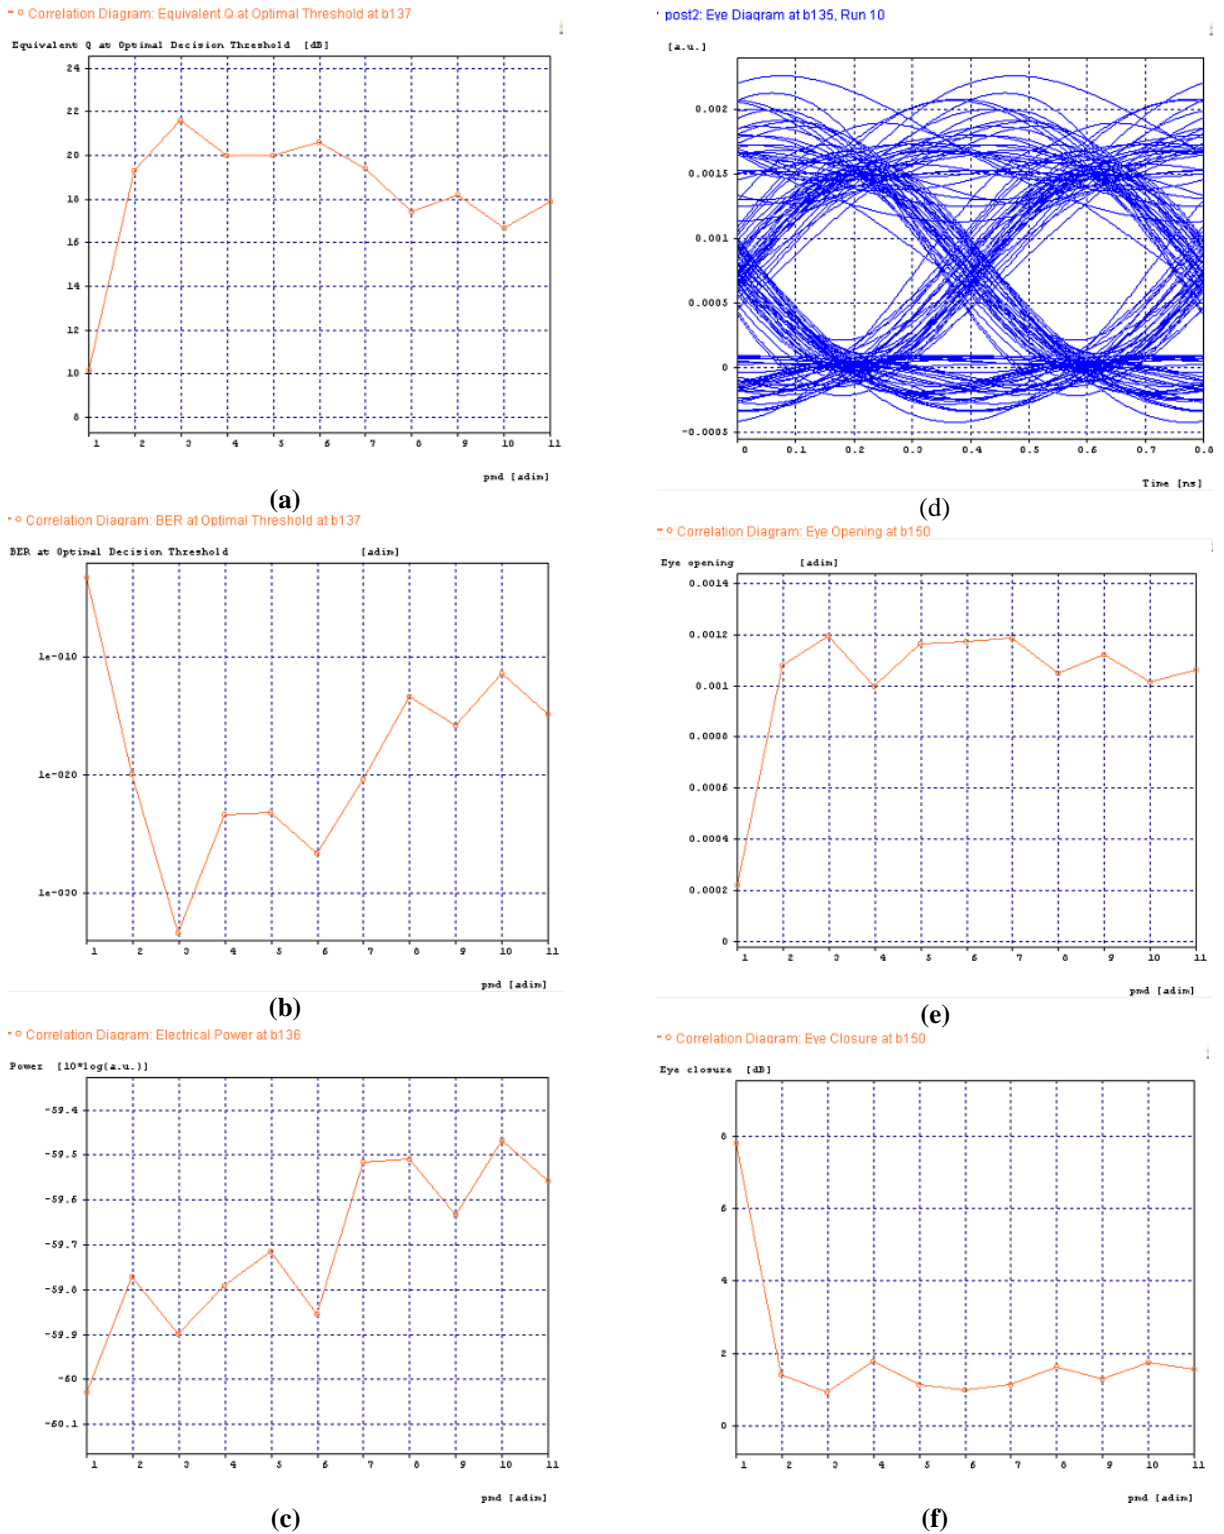 Correlation Diagram: Equivalent Q at Optimal Threshold at b137
Equivalent Q at Optimal Decision Threshold [dB]
24
22
20
18
16
14
12
10
8
1 2 3 4 5 6 7 8 9 10 11
pmd [adim]
(a)
Correlation Diagram: BER at Optimal Threshold at b137
BER at Optimal Decision Threshold [adim]
1e-010
1e-020
1e-030
1 2 3 4 5 6 7 8 9 10 11
pmd [adim]
(b)
Correlation Diagram: Electrical Power at b136
Power [10*log(a.u.)]
-59.4
-59.5
-59.6
-59.7
-59.8
-59.9
-60
-60.1
1 2 3 4 5 6 7 8 9 10 11
pmd [adim]
(c)
post2: Eye Diagram at b135, Run 10
[a.u.]
0.002
0.0015
0.001
0.0005
0
-0.0005
0 0.1 0.2 0.3 0.4 0.5 0.6 0.7 0.8
Time [ns]
(d)
Correlation Diagram: Eye Opening at b150
Eye opening [adim]
0.0014
0.0012
0.001
0.0008
0.0006
0.0004
0.0002
0
1 2 3 4 5 6 7 8 9 10 11
pmd [adim]
(e)
Correlation Diagram: Eye Closure at b150
Eye closure [dB]
8
6
4
2
0
1 2 3 4 5 6 7 8 9 10 11
pmd [adim]
(f)